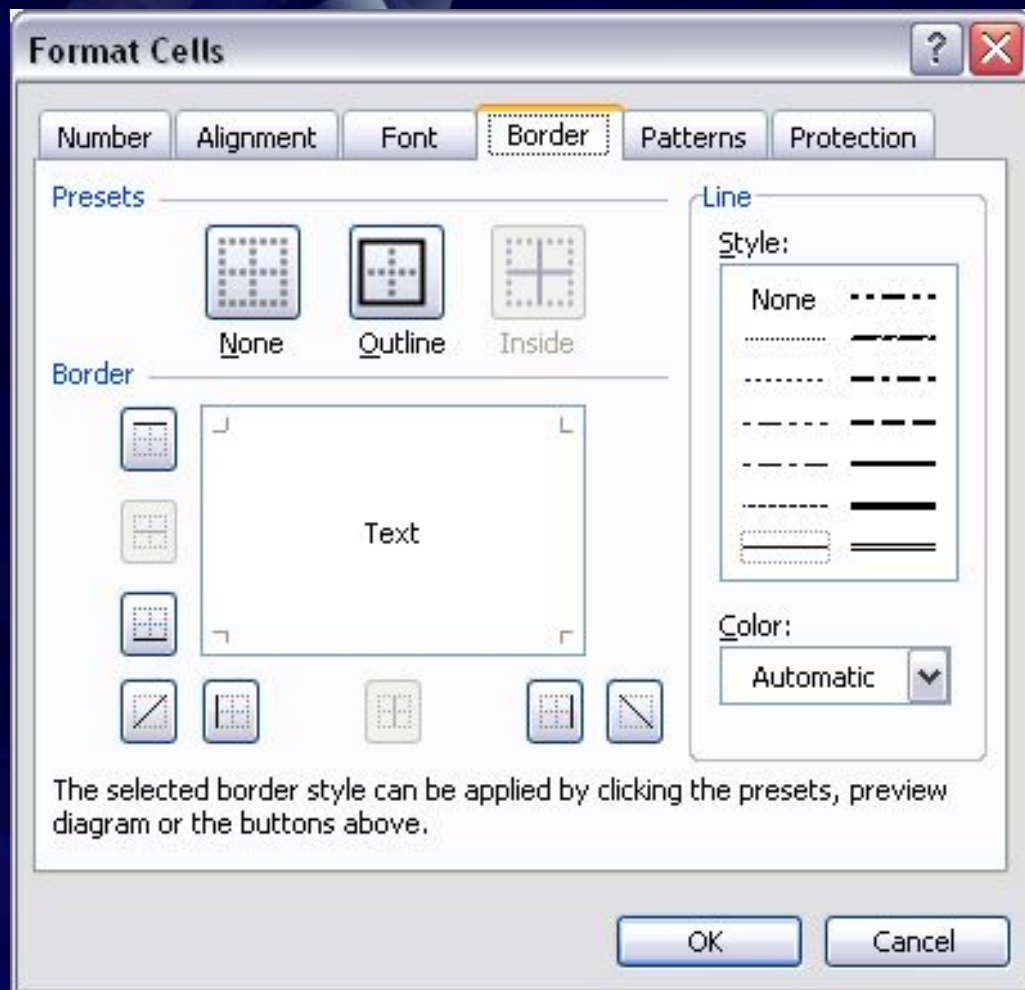 Format Cells
?
Number Alignment Font Border Patterns Protection
Presets
None Outline Inside
Border
Text
Line
Style:
None
Color:
Automatic
The selected border style can be applied by clicking the presets, preview
diagram or the buttons above.
OK Cancel